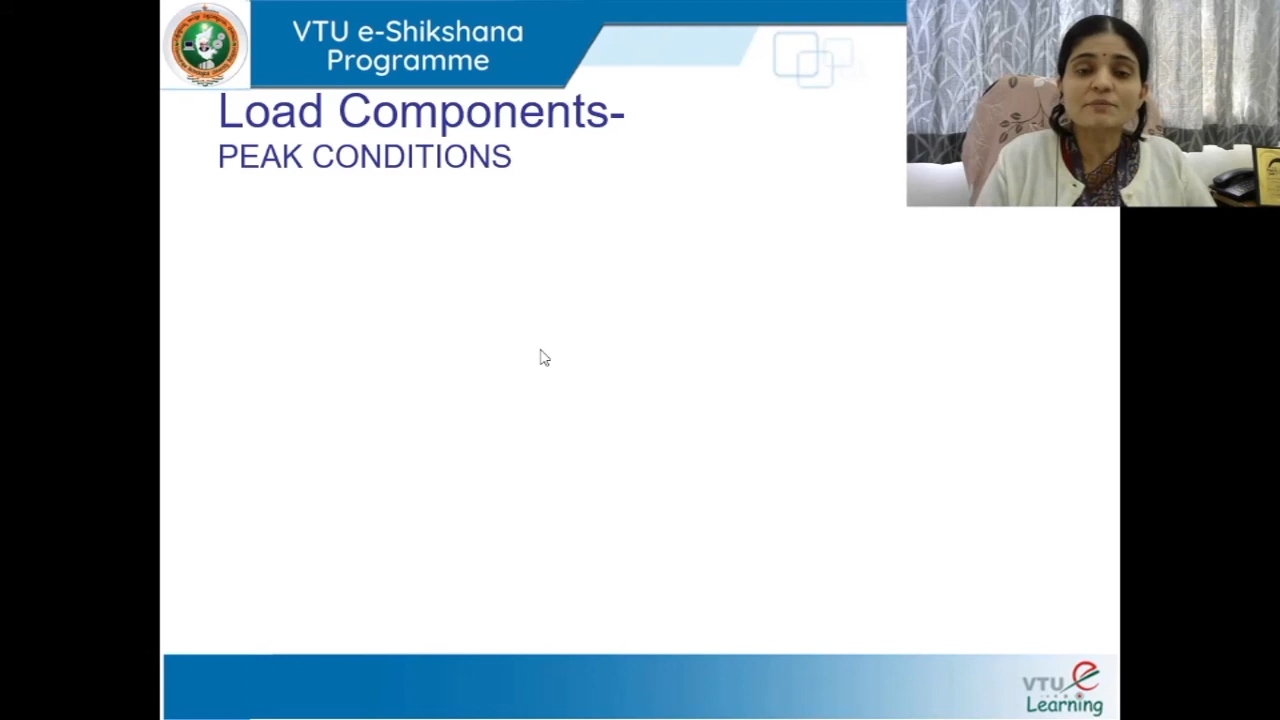 VTU e-Shikshana
Programme
Load Components-
PEAK CONDITIONS
VTU e
Learning